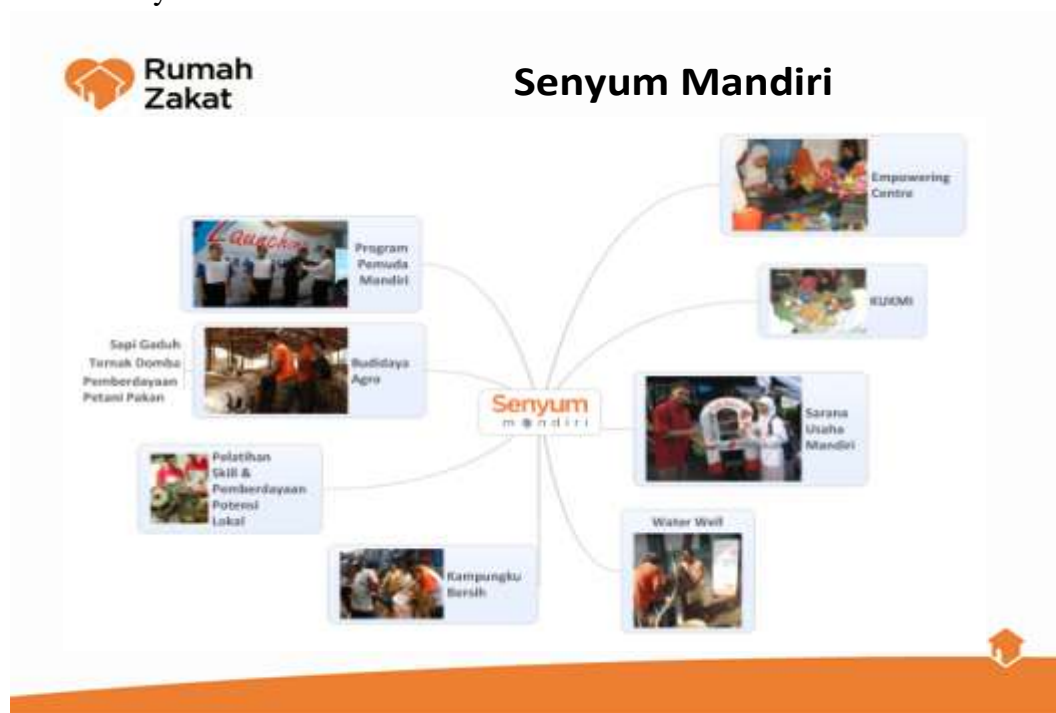 Rumah
Zakat
Senyum Mandiri
Empowering
Centre
Launching
Program
Pemuda
Mandiri
KUKMI
Sapi Gaduh
Ternak Domba
Pemberdayaan
Petani Pakan
Budidaya
Agro
Senyum
mandiri
Sarana
Usaha
Mandiri
Pelatihan
Skill &
Pemberdayaan
Potensi
Lokal
Water Well
Kampungku
Bersih